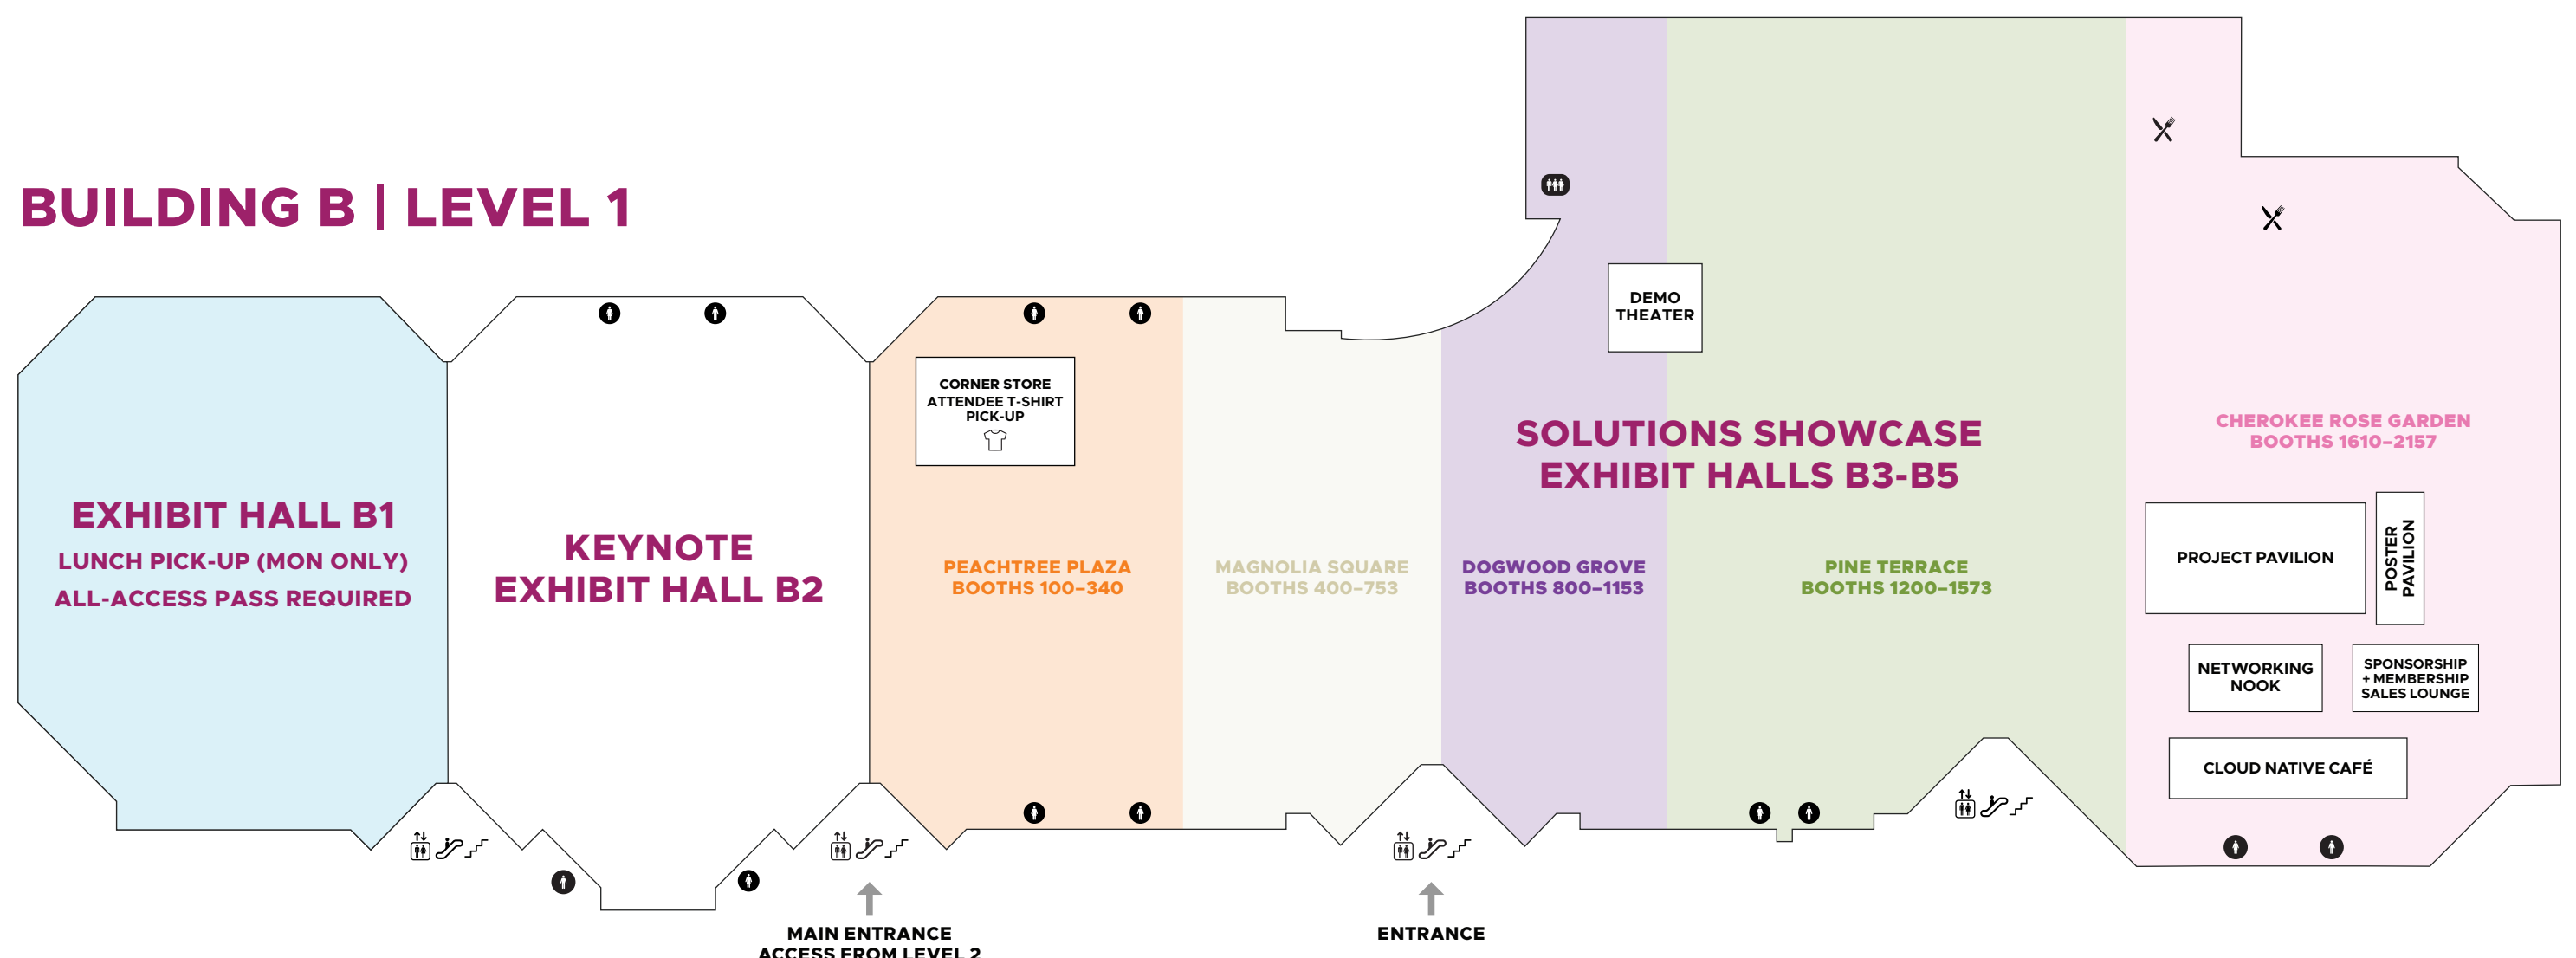 BUILDING B | LEVEL 1
EXHIBIT HALL B1
LUNCH PICK-UP (MON ONLY)
ALL-ACCESS PASS REQUIRED
KEYNOTE
EXHIBIT HALL B2
CORNER STORE
ATTENDEE T-SHIRT
PICK-UP
PEACHTREE PLAZA
BOOTHS 100–340
MAGNOLIA SQUARE
BOOTHS 400–753
DEMO
THEATER
SOLUTIONS SHOWCASE
EXHIBIT HALLS B3-B5
DOGWOOD GROVE
BOOTHS 800–1153
PINE TERRACE
BOOTHS 1200–1573
CHEROKEE ROSE GARDEN
BOOTHS 1610–2157
PROJECT PAVILION
POSTER
PAVILION
NETWORKING
NOOK
SPONSORSHIP
+ MEMBERSHIP
SALES LOUNGE
CLOUD NATIVE CAFÉ
MAIN ENTRANCE
ACCESS FROM LEVEL 2
ENTRANCE